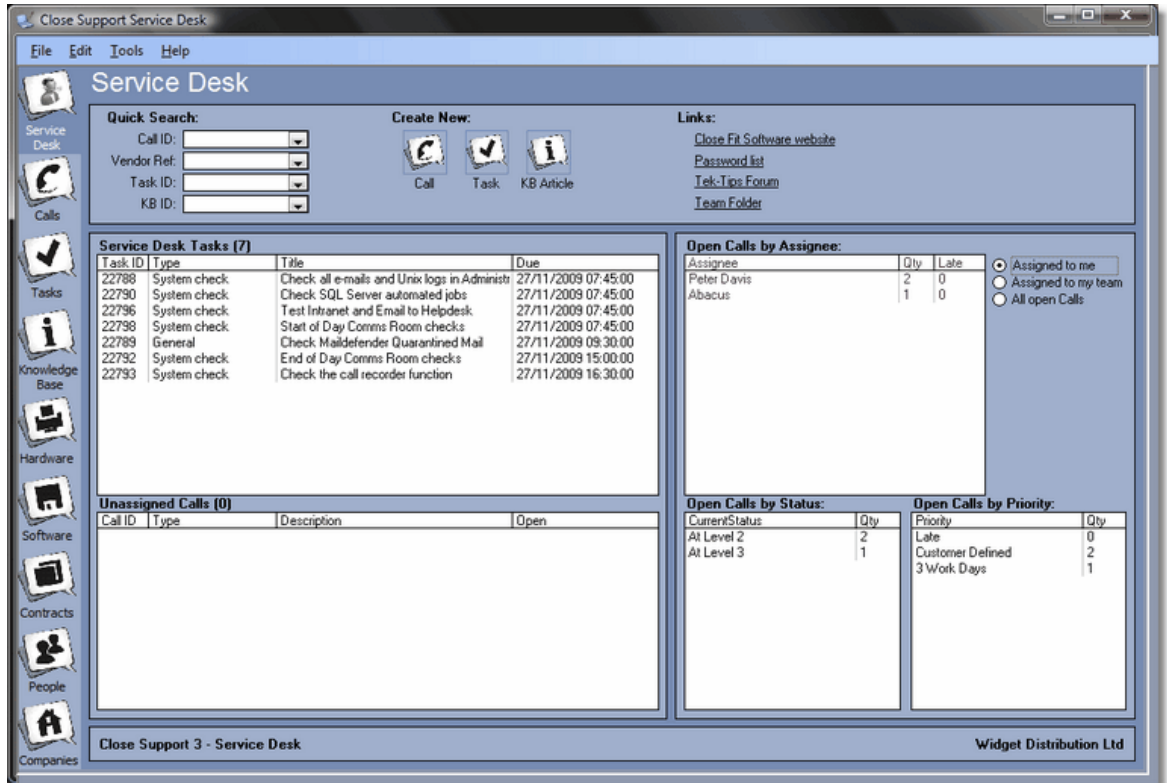 Close Support Service Desk
File Edit Tools Help
Service Desk
Service Desk
Calls
Tasks
Knowledge Base
Hardware
Software
Contracts
People
Companies
Quick Search:
Call ID:
Vendor Ref:
Task ID:
KB ID:
Create New:
Call Task KB Article
Links:
Close Fit Software website
Password list
Tek-Tips Forum
Team Folder
Service Desk Tasks (7)
Task ID Type Title Due
22788 System check Check all e-mails and Unix logs in Administr 27/11/2009 07:45:00
22790 System check Check SQL Server automated jobs 27/11/2009 07:45:00
22796 System check Test Intranet and Email to Helpdesk 27/11/2009 07:45:00
22798 System check Start of Day Comms Room checks 27/11/2009 07:45:00
22789 General Check Maildefender Quarantined Mail 27/11/2009 09:30:00
22792 System check End of Day Comms Room checks 27/11/2009 15:00:00
22793 System check Check the call recorder function 27/11/2009 16:30:00
Open Calls by Assignee:
Assignee Qty Late
Peter Davis 2 0
Abacus 1 0
Assigned to me
Assigned to my team
All open Calls
Unassigned Calls (0)
Call ID Type Description Open
Open Calls by Status:
CurrentStatus Qty
At Level 2 2
At Level 3 1
Open Calls by Priority:
Priority Qty
Late 0
Customer Defined 2
3 Work Days 1
Close Support 3 - Service Desk
Widget Distribution Ltd